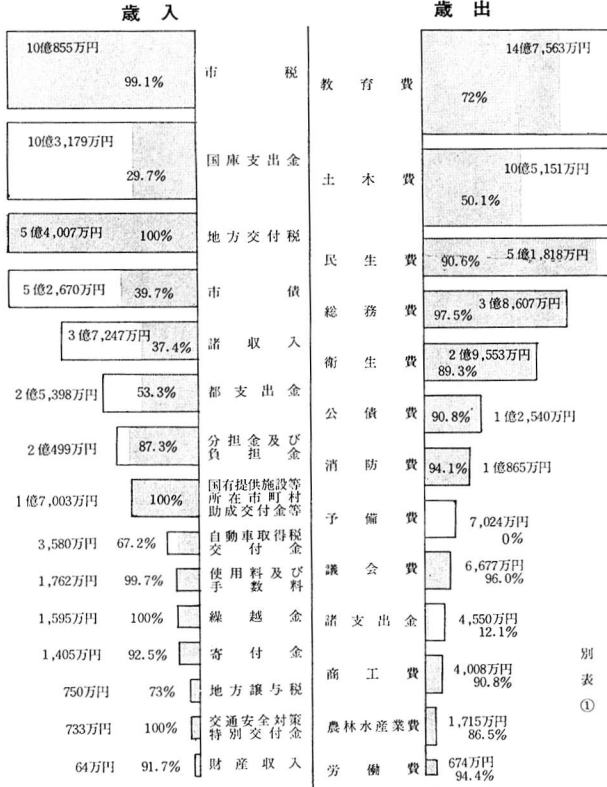 歳入
10億855万円
99.1%
市税
10億3,179万円
29.7%
国庫支出金
5億4,007万円 100%
地方交付税
5億2,670万円
39.7%
市債
3億7,247万円
37.4%
諸収入
2億5,398万円
53.3%
都支出金
2億499万円
87.3%
分担金及び
負担金
1億7,003万円
100%
国有提供施設等
所在市町村
助成交付金等
3,580万円 67.2%
自動車取得税
交付金
1,762万円 99.7%
使用料及び
手数料
1,595万円 100%
繰越金
1,405万円 92.5%
寄付金
750万円 73%
地方譲与税
733万円 100%
交通安全対策
特別交付金
64万円 91.7%
財産収入
歳出
教育費
14億7,563万円
72%
土木費
10億5,151万円
50.1%
民生費
90.6% 5億1,818万円
総務費
3億8,607万円
97.5%
衛生費
2億9,553万円
89.3%
公債費
90.8% 1億2,540万円
消防費
94.1% 1億865万円
予備費
7,024万円
0%
議会費
6,677万円
96.0%
諸支出金
4,550万円
12.1%
商工費
4,008万円
90.8%
農林水産業費
1,715万円
86.5%
労働費
674万円
94.4%
別表①